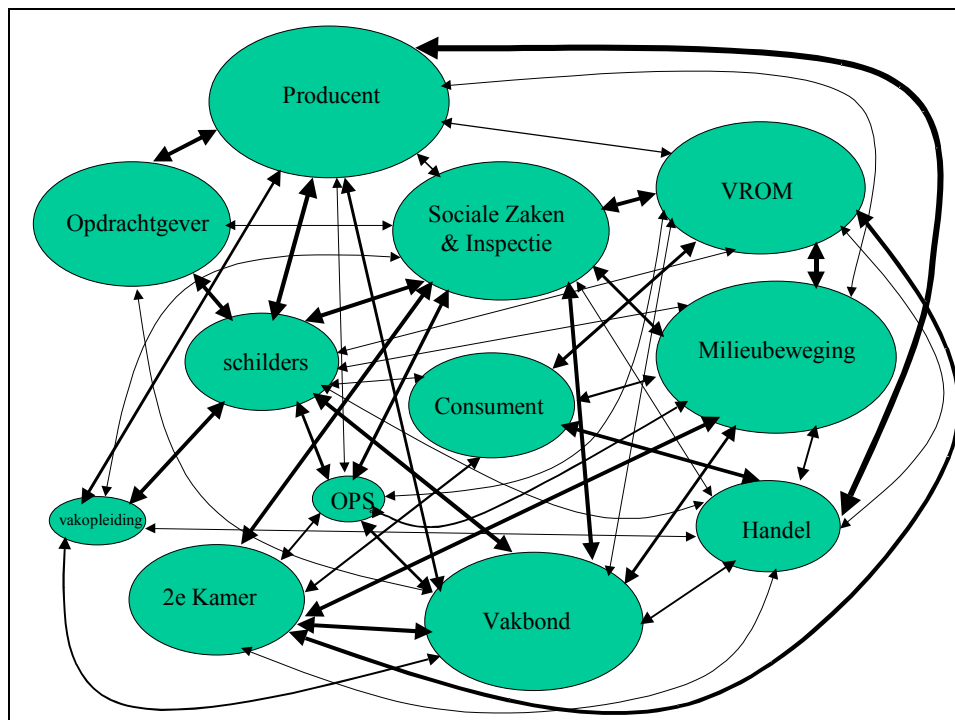 Producent
VROM
Opdrachtgever
Sociale Zaken
& Inspectie
Milieubeweging
schilders
Consument
OPS
vakopleiding
Handel
2e Kamer
Vakbond